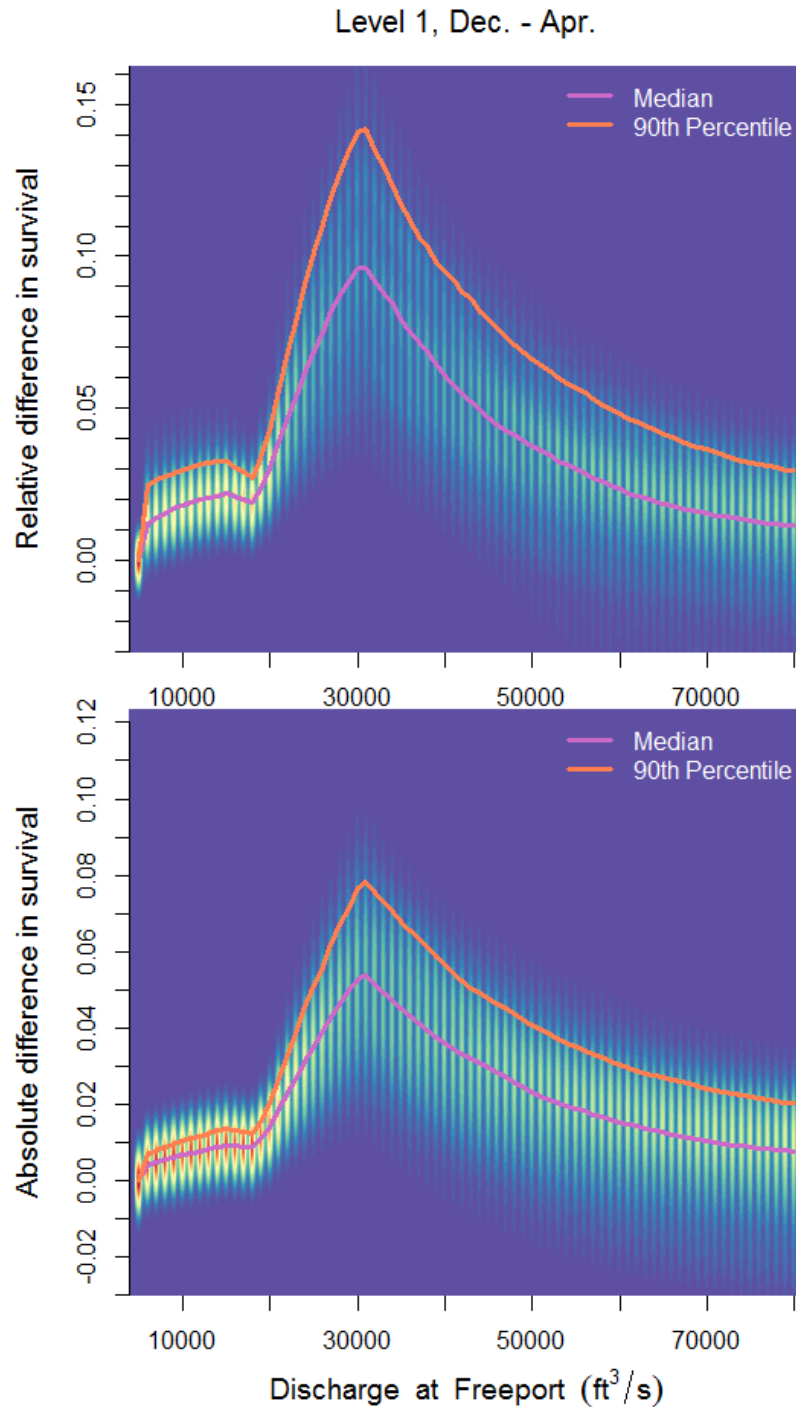 Level 1, Dec. - Apr.
Relative difference in survival
0.15
0.10
0.05
0.00
Median
90th Percentile
10000 30000 50000 70000
Absolute difference in survival
0.12
0.10
0.08
0.06
0.04
0.02
0.00
-0.02
Median
90th Percentile
10000 30000 50000 70000
Discharge at Freeport (ft³/s)